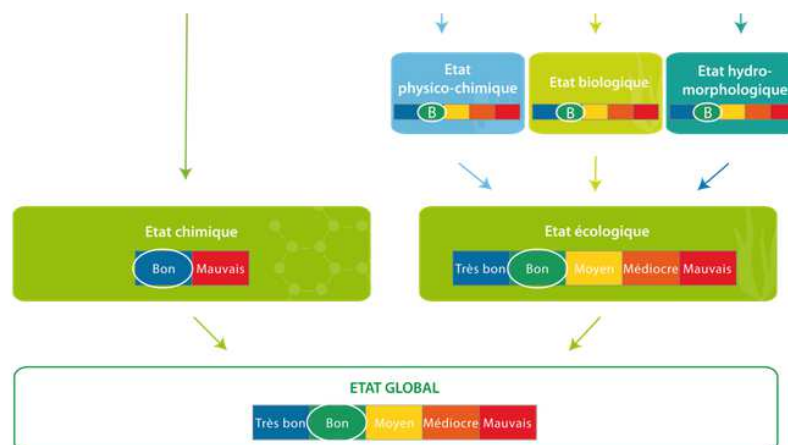 Etat
physico-chimique
B
Etat biologique
B
Etat hydro-
morphologique
B
Etat chimique
Bon Mauvais
Etat écologique
Très bon Bon Moyen Médiocre Mauvais
ETAT GLOBAL
Très bon Bon Moyen Médiocre Mauvais